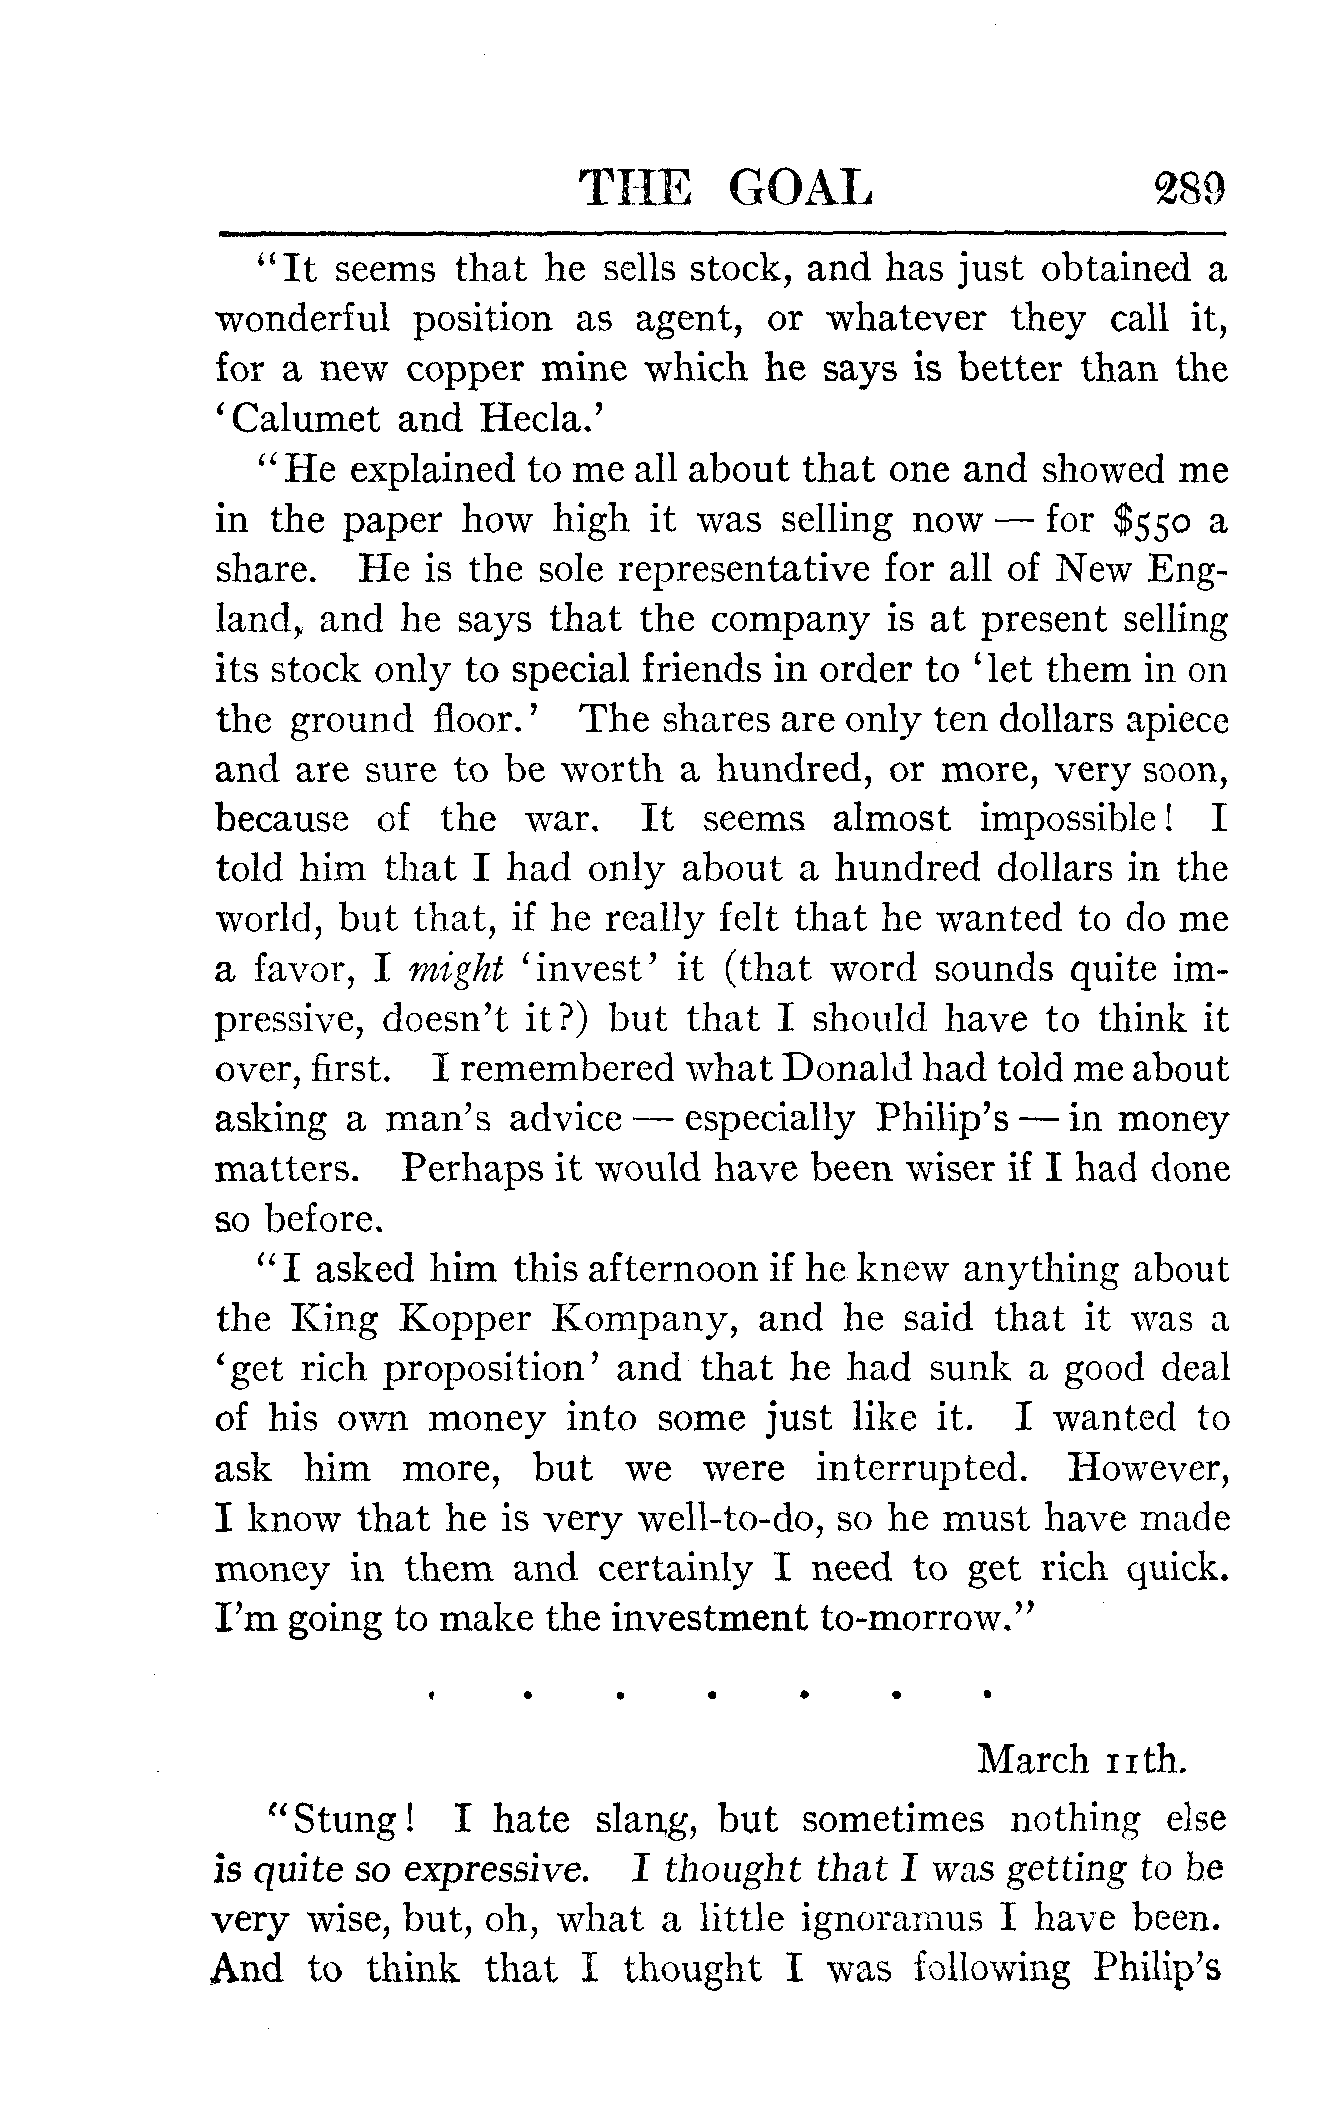 THE GOAL 289
"It seems that he sells stock, and has just obtained a
wonderful position as agent, or whatever they call it,
for a new copper mine which he says is better than the
'Calumet and Hecla.'
"He explained to me all about that one and showed me
in the paper how high it was selling now — for $550 a
share. He is the sole representative for all of New Eng-
land, and he says that the company is at present selling
its stock only to special friends in order to 'let them in on
the ground floor.' The shares are only ten dollars apiece
and are sure to be worth a hundred, or more, very soon,
because of the war. It seems almost impossible! I
told him that I had only about a hundred dollars in the
world, but that, if he really felt that he wanted to do me
a favor, I might 'invest' it (that word sounds quite im-
pressive, doesn't it?) but that I should have to think it
over, first. I remembered what Donald had told me about
asking a man's advice — especially Philip's — in money
matters. Perhaps it would have been wiser if I had done
so before.
"I asked him this afternoon if he knew anything about
the King Kopper Kompany, and he said that it was a
'get rich proposition' and that he had sunk a good deal
of his own money into some just like it. I wanted to
ask him more, but we were interrupted. However,
I know that he is very well-to-do, so he must have made
money in them and certainly I need to get rich quick.
I'm going to make the investment to-morrow."
. . . . . . .
March 11th.
"Stung! I hate slang, but sometimes nothing else
is quite so expressive. I thought that I was getting to be
very wise, but, oh, what a little ignoramus I have been.
And to think that I thought I was following Philip's